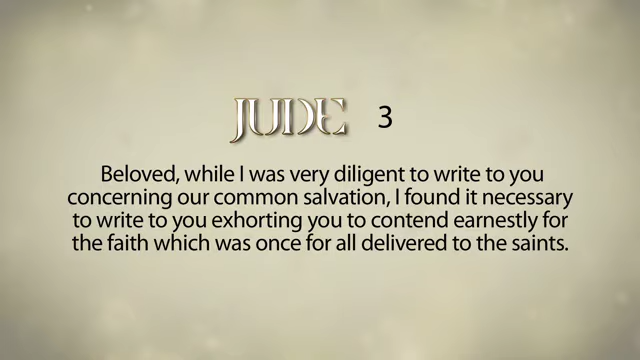 JUDE 3
Beloved, while I was very diligent to write to you
concerning our common salvation, I found it necessary
to write to you exhorting you to contend earnestly for
the faith which was once for all delivered to the saints.